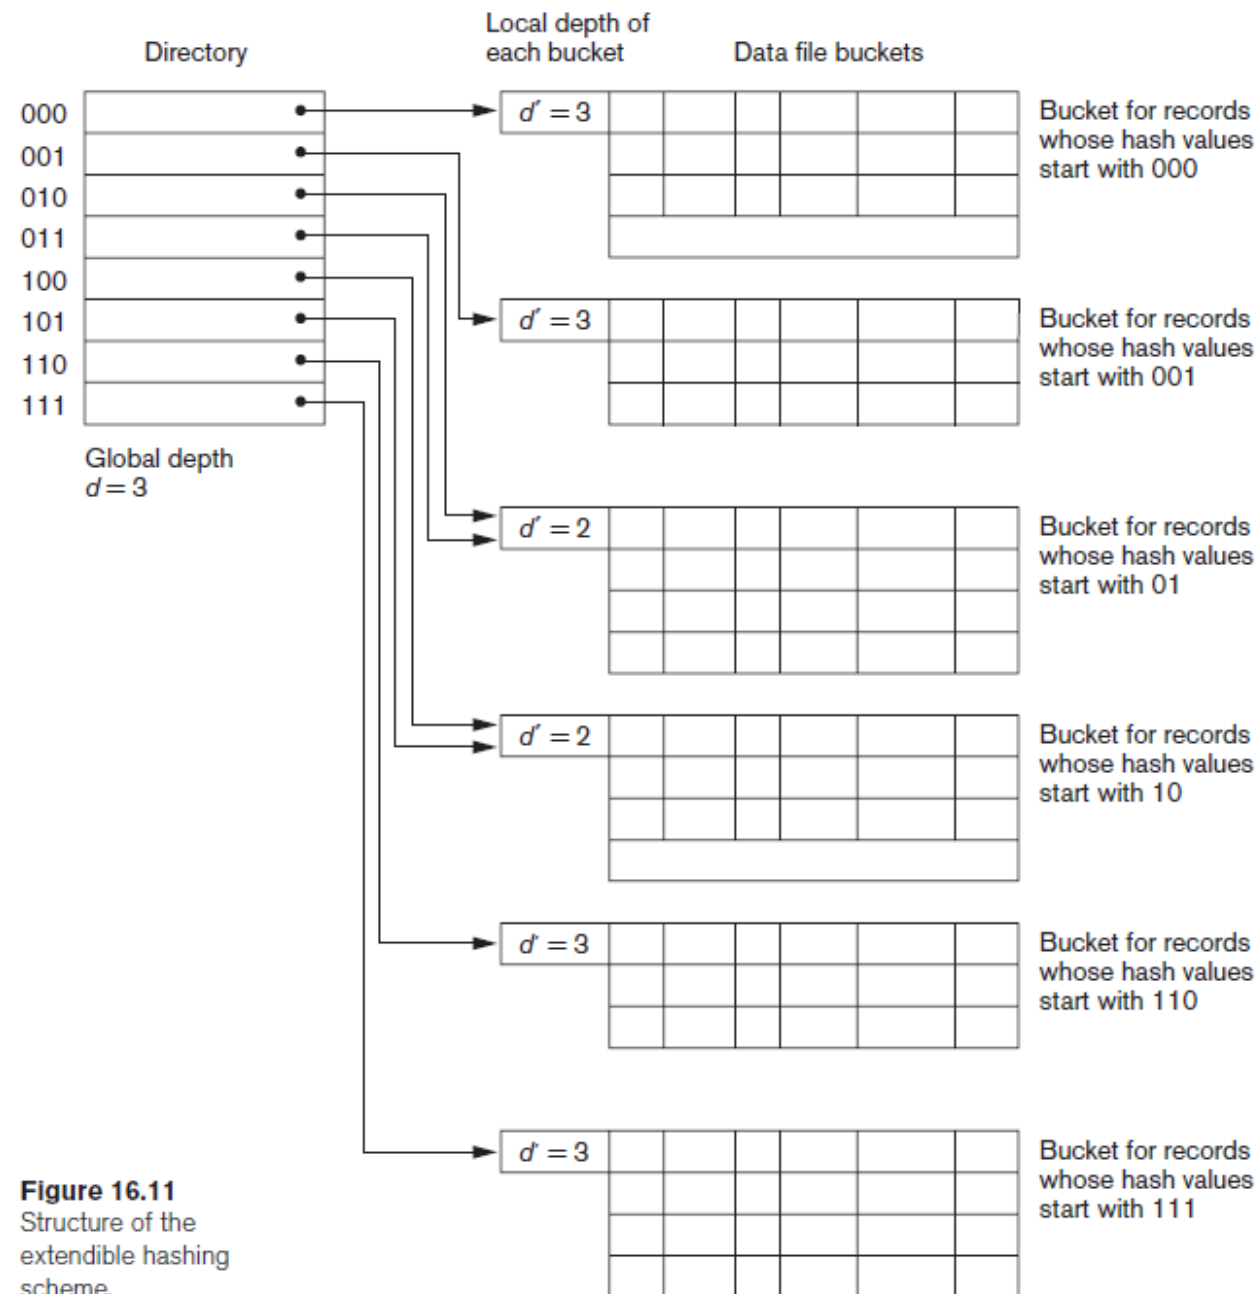 Directory
Local depth of
each bucket
Data file buckets
000
001
010
011
100
101
110
111
Global depth
d = 3
d′ = 3
Bucket for records
whose hash values
start with 000
d′ = 3
Bucket for records
whose hash values
start with 001
d′ = 2
Bucket for records
whose hash values
start with 01
d′ = 2
Bucket for records
whose hash values
start with 10
d′ = 3
Bucket for records
whose hash values
start with 110
d′ = 3
Bucket for records
whose hash values
start with 111
Figure 16.11
Structure of the
extendible hashing
scheme.